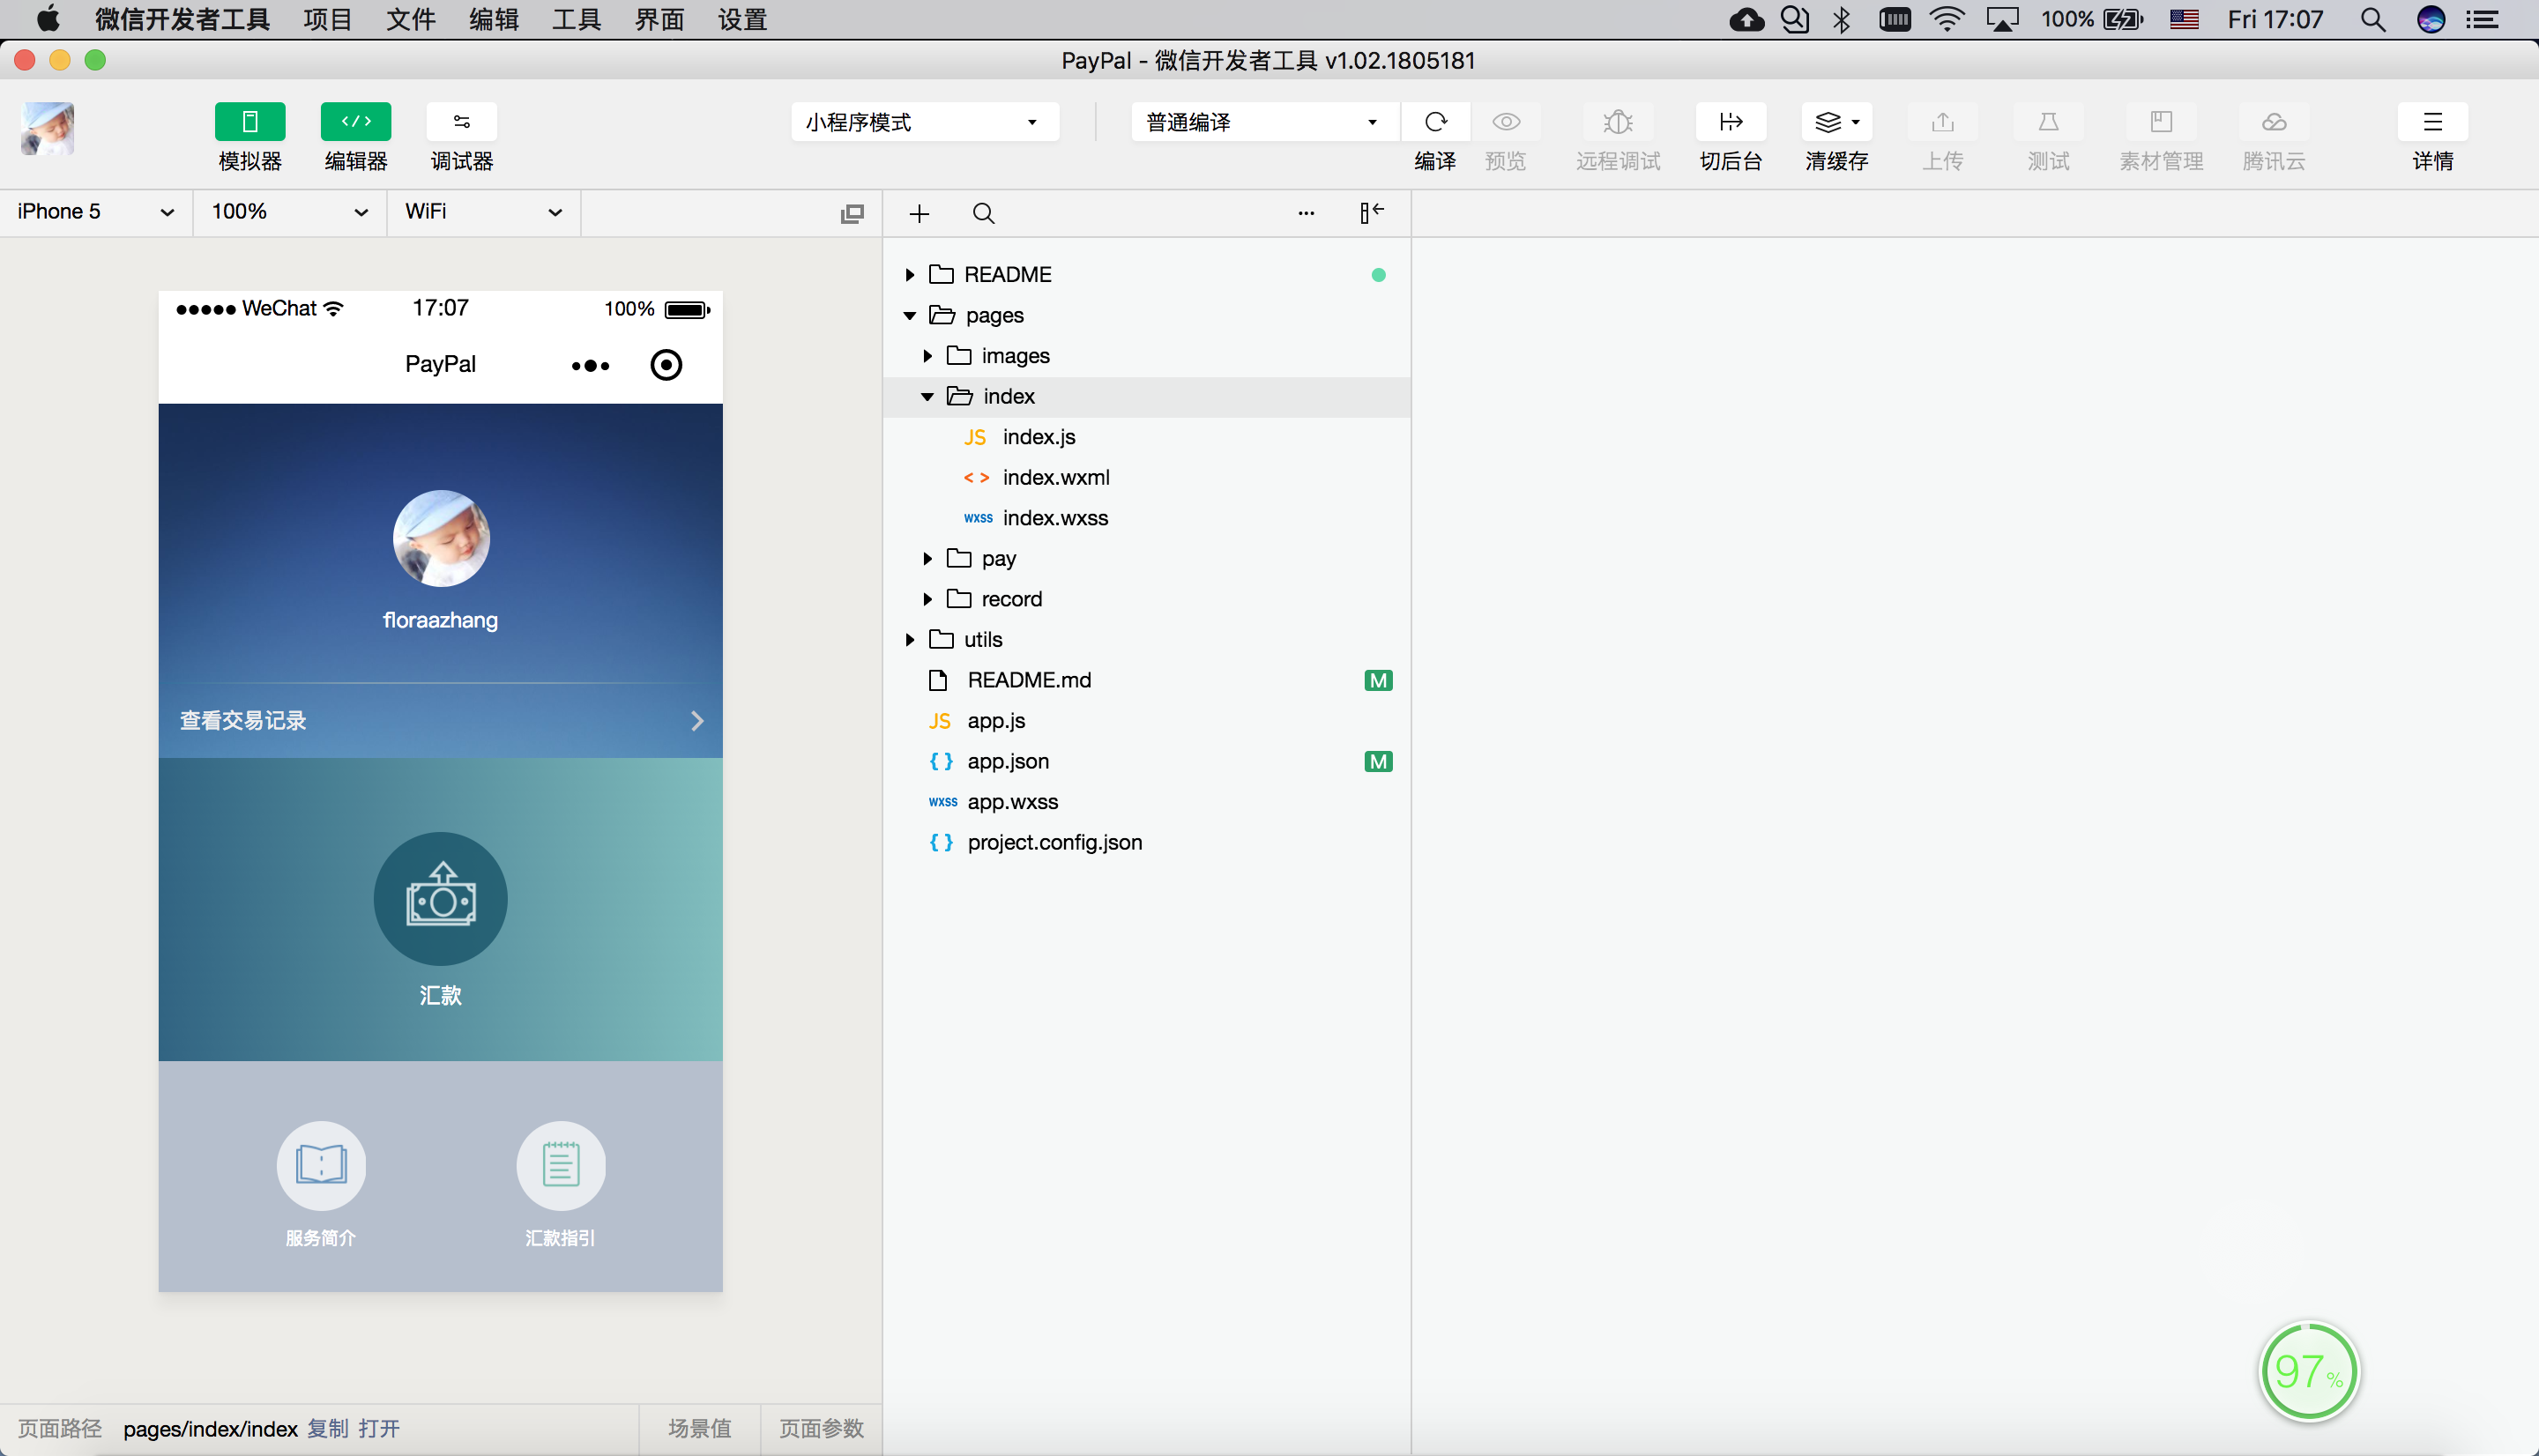 微信开发者工具 项目 文件 编辑 工具 界面 设置 100% Fri 17:07
PayPal - 微信开发者工具 v1.02.1805181
小程序模式 普通编译
模拟器 编辑器 调试器 编译 预览 远程调试 切后台 清缓存 上传 测试 素材管理 腾讯云 详情
iPhone 5 100% WiFi
WeChat 17:07 100%
PayPal
floraazhang
查看交易记录
汇款
服务简介 汇款指引
页面路径 pages/index/index 复制 打开 场景值 页面参数
README
pages
images
index
JS index.js
< > index.wxml
wxss index.wxss
pay
record
utils
README.md M
JS app.js
{ } app.json M
wxss app.wxss
{ } project.config.json
97%